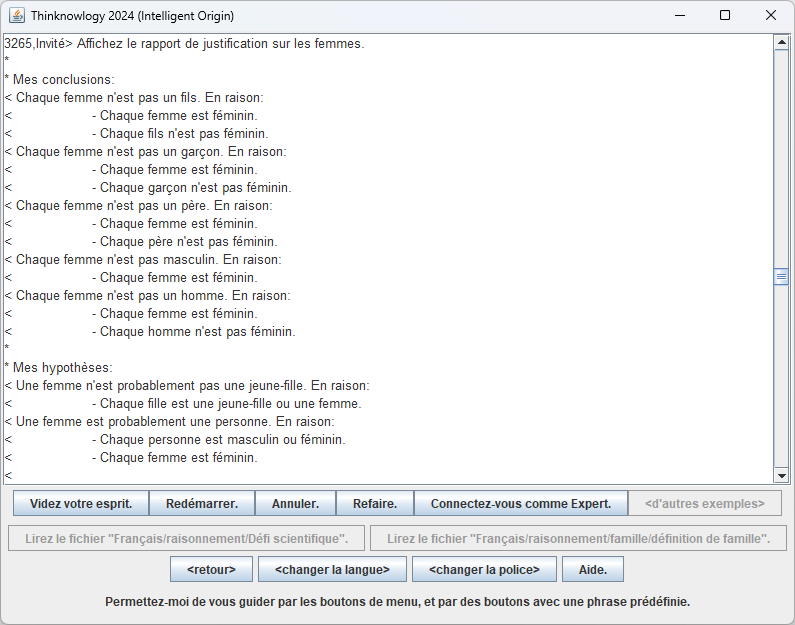 Thinknowlogy 2024 (Intelligent Origin)
3265,Invité> Affichez le rapport de justification sur les femmes.
*
* Mes conclusions:
< Chaque femme n'est pas un fils. En raison:
< - Chaque femme est féminin.
< - Chaque fils n'est pas féminin.
< Chaque femme n'est pas un garçon. En raison:
< - Chaque femme est féminin.
< - Chaque garçon n'est pas féminin.
< Chaque femme n'est pas un père. En raison:
< - Chaque femme est féminin.
< - Chaque père n'est pas féminin.
< Chaque femme n'est pas masculin. En raison:
< - Chaque femme est féminin.
< Chaque femme n'est pas un homme. En raison:
< - Chaque femme est féminin.
< - Chaque homme n'est pas féminin.
*
* Mes hypothèses:
< Une femme n'est probablement pas une jeune-fille. En raison:
< - Chaque fille est une jeune-fille ou une femme.
< Une femme est probablement une personne. En raison:
< - Chaque personne est masculin ou féminin.
< - Chaque femme est féminin.
<
Videz votre esprit. Redémarrer. Annuler. Refaire. Connectez-vous comme Expert. <d'autres exemples>
Lirez le fichier "Français/raisonnement/Défi scientifique". Lirez le fichier "Français/raisonnement/famille/définition de famille".
<retour> <changer la langue> <changer la police> Aide.
Permettez-moi de vous guider par les boutons de menu, et par des boutons avec une phrase prédéfinie.